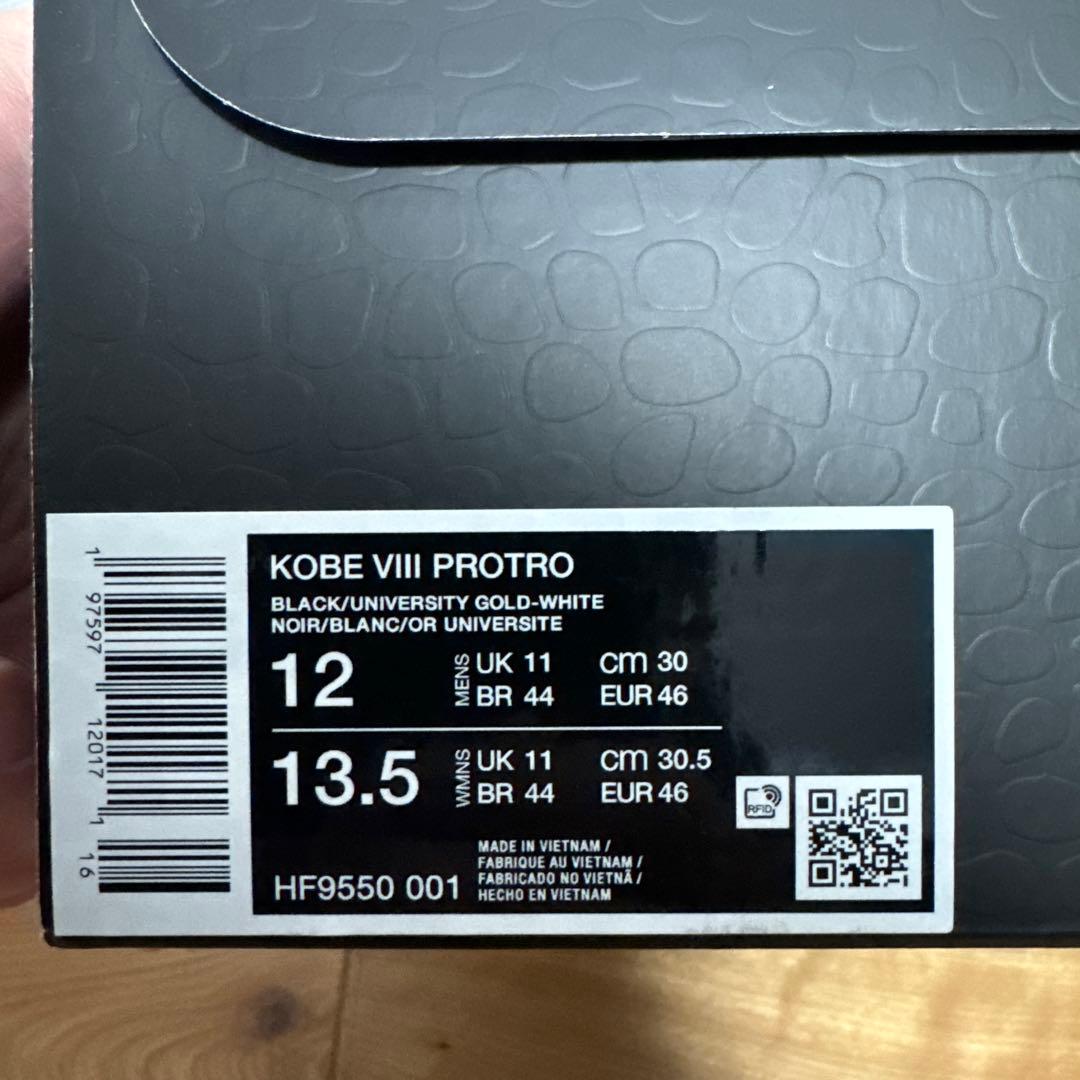 KOBE VIII PROTRO
BLACK/UNIVERSITY GOLD-WHITE
NOIR/BLANC/OR UNIVERSITE
12 MENS UK 11 cm 30
BR 44 EUR 46
13.5 WMNS UK 11 cm 30.5
BR 44 EUR 46
HF9550 001
MADE IN VIETNAM /
FABRIQUE AU VIETNAM /
FABRICADO NO VIETNÃ /
HECHO EN VIETNAM
RFID
1 97597 12017 1
16